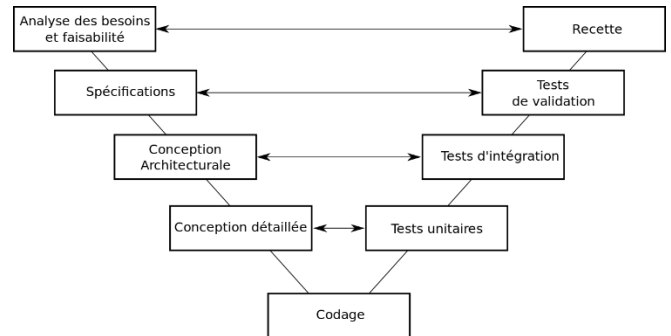 Analyse des besoins
et faisabilité
Recette
Spécifications
Tests
de validation
Conception
Architecturale
Tests d'intégration
Conception détaillée
Tests unitaires
Codage